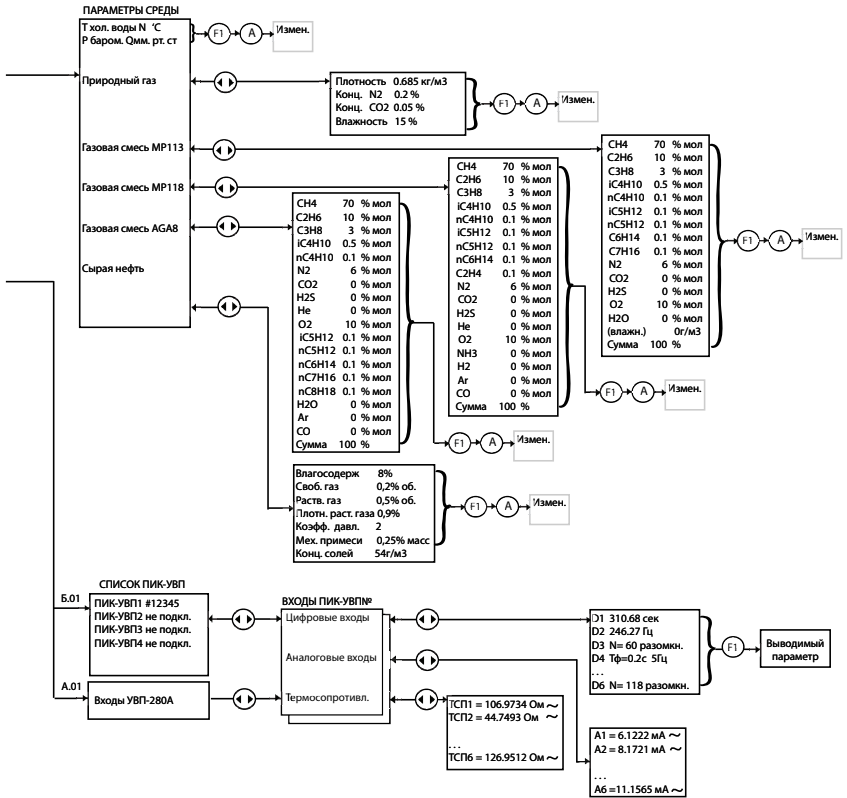 ПАРАМЕТРЫ СРЕДЫ
Т хол. воды N °С
Р баром. Qмм. рт. ст
F1
А
Измен.
Природный газ
Плотность 0.685 кг/м3
Конц. N2 0.2 %
Конц. СО2 0.05 %
Влажность 15 %
F1
А
Измен.
Газовая смесь МР113
Газовая смесь МР118
Газовая смесь AGA8
Сырая нефть
CH4 70 % мол
C2H6 10 % мол
C3H8 3 % мол
iC4H10 0.5 % мол
nC4H10 0.1 % мол
iC5H12 0.1 % мол
nC5H12 0.1 % мол
C6H14 0.1 % мол
C7H16 0.1 % мол
N2 6 % мол
CO2 0 % мол
H2S 0 % мол
O2 10 % мол
H2O 0 % мол
(влажн.) 0г/м3
Сумма 100 %
F1
А
Измен.
CH4 70 % мол
C2H6 10 % мол
C3H8 3 % мол
iC4H10 0.5 % мол
nC4H10 0.1 % мол
iC5H12 0.1 % мол
nC5H12 0.1 % мол
nC6H14 0.1 % мол
C2H4 0.1 % мол
N2 6 % мол
CO2 0 % мол
H2S 0 % мол
He 0 % мол
O2 10 % мол
NH3 0 % мол
H2 0 % мол
Ar 0 % мол
CO 0 % мол
Сумма 100 %
F1
А
Измен.
CH4 70 % мол
C2H6 10 % мол
C3H8 3 % мол
iC4H10 0.5 % мол
nC4H10 0.1 % мол
N2 6 % мол
CO2 0 % мол
H2S 0 % мол
He 0 % мол
O2 10 % мол
iC5H12 0.1 % мол
nC5H12 0.1 % мол
nC6H14 0.1 % мол
nC7H16 0.1 % мол
nC8H18 0.1 % мол
H2O 0 % мол
Ar 0 % мол
CO 0 % мол
Сумма 100 %
F1
А
Измен.
Влагосодерж 8%
Своб. газ 0,2% об.
Раств. газ 0,5% об.
Плотн. раст. газа 0,9%
Коэфф. давл. 2
Мех. примеси 0,25% масс
Конц. солей 54г/м3
F1
А
Измен.
СПИСОК ПИК-УВП
Б.01
ПИК-УВП1 #12345
ПИК-УВП2 не подкл.
ПИК-УВП3 не подкл.
ПИК-УВП4 не подкл.
А.01
Входы УВП-280А
ВХОДЫ ПИК-УВП№
Цифровые входы
Аналоговые входы
Термосопротивл.
D1 310.68 сек
D2 246.27 Гц
D3 N= 60 разомкн.
D4 Тф=0.2с 5Гц
...
D6 N= 118 разомкн.
F1
Выводимый
параметр
ТСП1 = 106.9734 Ом ~
ТСП2 = 44.7493 Ом ~
...
ТСП6 = 126.9512 Ом ~
А1 = 6.1222 мА ~
А2 = 8.1721 мА ~
...
А6 =11.1565 мА ~